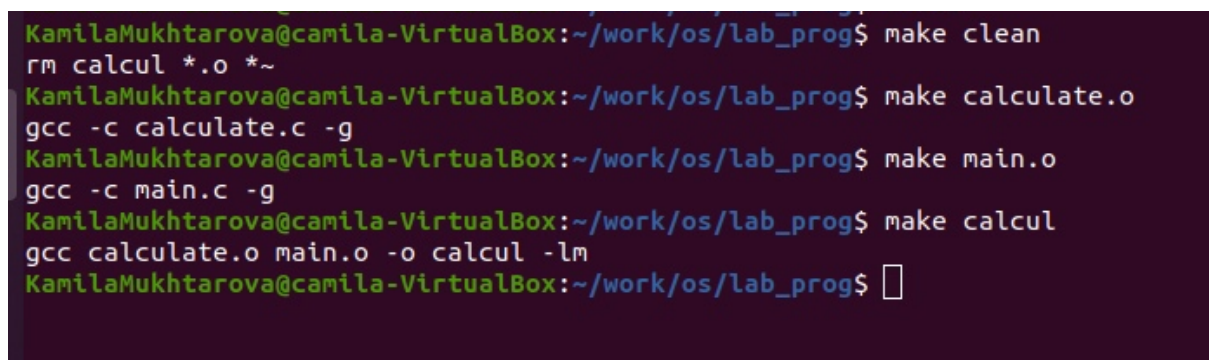 KamilaMukhtarova@camila-VirtualBox:~/work/os/lab_prog$ make clean
rm calcul *.o *~
KamilaMukhtarova@camila-VirtualBox:~/work/os/lab_prog$ make calculate.o
gcc -c calculate.c -g
KamilaMukhtarova@camila-VirtualBox:~/work/os/lab_prog$ make main.o
gcc -c main.c -g
KamilaMukhtarova@camila-VirtualBox:~/work/os/lab_prog$ make calcul
gcc calculate.o main.o -o calcul -lm
KamilaMukhtarova@camila-VirtualBox:~/work/os/lab_prog$